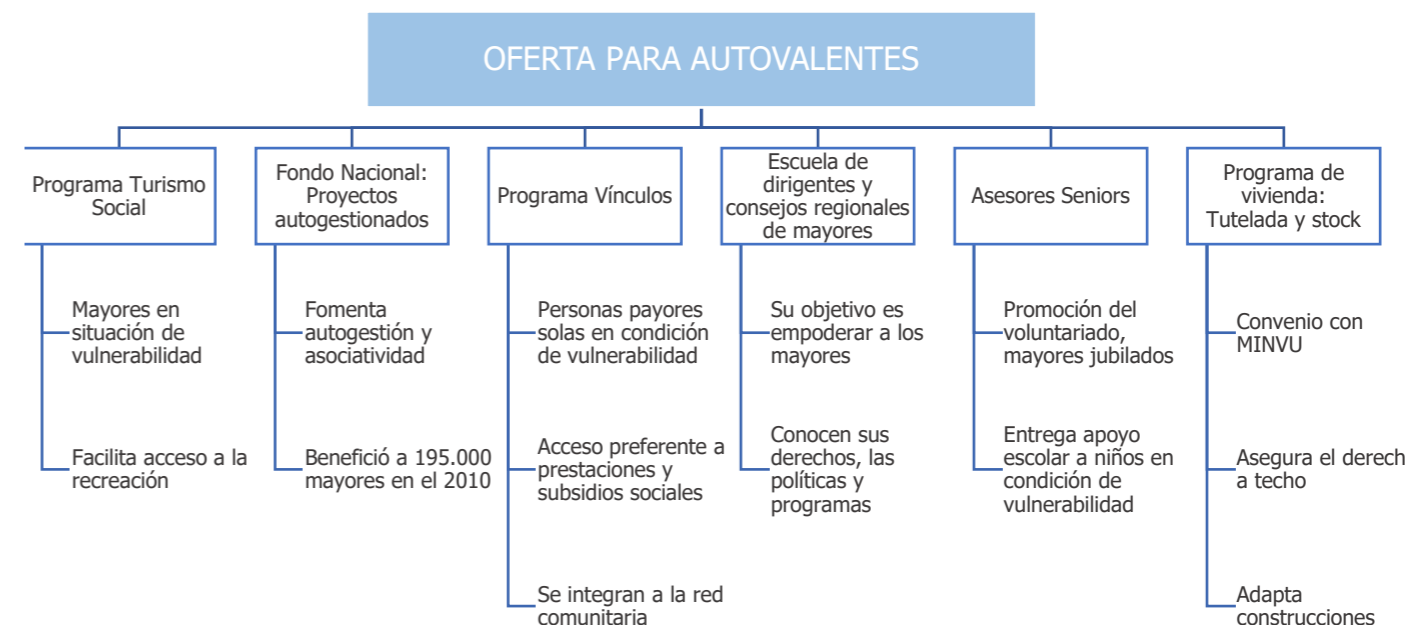 OFERTA PARA AUTOVALENTES
Programa Turismo
Social
Mayores en
situación de
vulnerabilidad
Facilita acceso a la
recreación
Fondo Nacional:
Proyectos
autogestionados
Fomenta
autogestión y
asociatividad
Benefició a 195.000
mayores en el 2010
Programa Vínculos
Personas payores
solas en condición
de vulnerabilidad
Acceso preferente a
prestaciones y
subsidios sociales
Se integran a la red
comunitaria
Escuela de
dirigentes y
consejos regionales
de mayores
Su objetivo es
empoderar a los
mayores
Conocen sus
derechos, las
políticas y
programas
Asesores Seniors
Promoción del
voluntariado,
mayores jubilados
Entrega apoyo
escolar a niños en
condición de
vulnerabilidad
Programa de
vivienda:
Tutelada y stock
Convenio con
MINVU
Asegura el derech
a techo
Adapta
construcciones